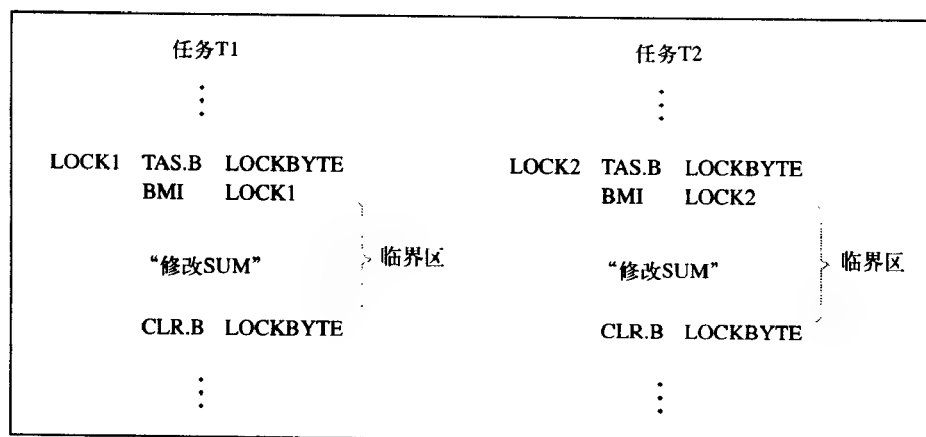 任务T1
LOCK1 TAS.B LOCKBYTE
BMI LOCK1
“修改SUM”
临界区
CLR.B LOCKBYTE
任务T2
LOCK2 TAS.B LOCKBYTE
BMI LOCK2
“修改SUM”
临界区
CLR.B LOCKBYTE